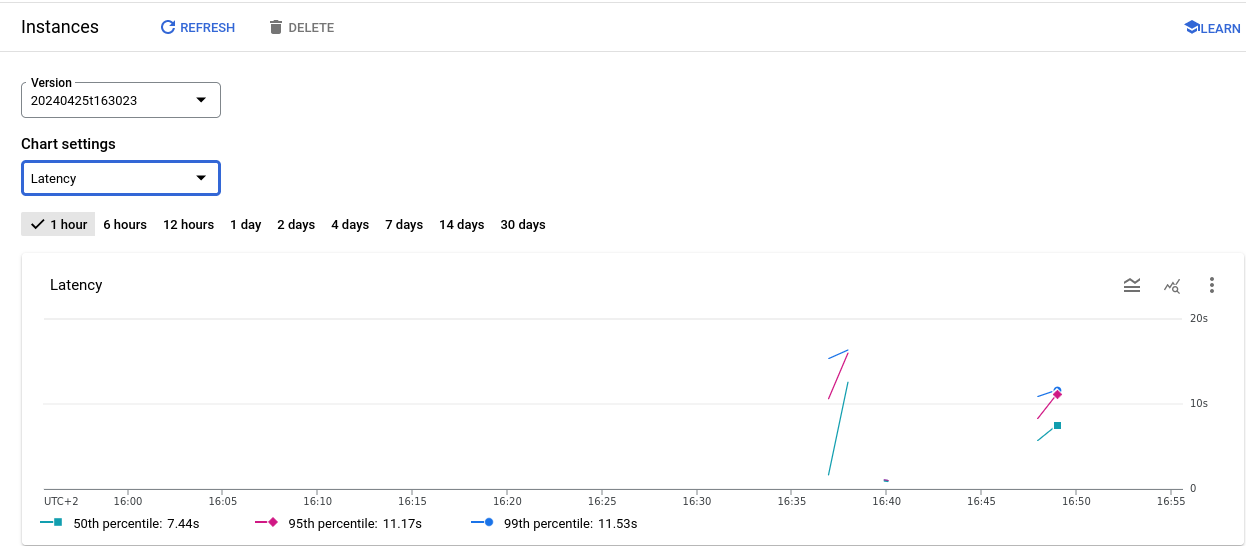 Instances REFRESH DELETE LEARN
Version
20240425t163023
Chart settings
Latency
1 hour 6 hours 12 hours 1 day 2 days 4 days 7 days 14 days 30 days
Latency
20s
10s
0
UTC+2 16:00 16:05 16:10 16:15 16:20 16:25 16:30 16:35 16:40 16:45 16:50 16:55
50th percentile: 7.44s 95th percentile: 11.17s 99th percentile: 11.53s